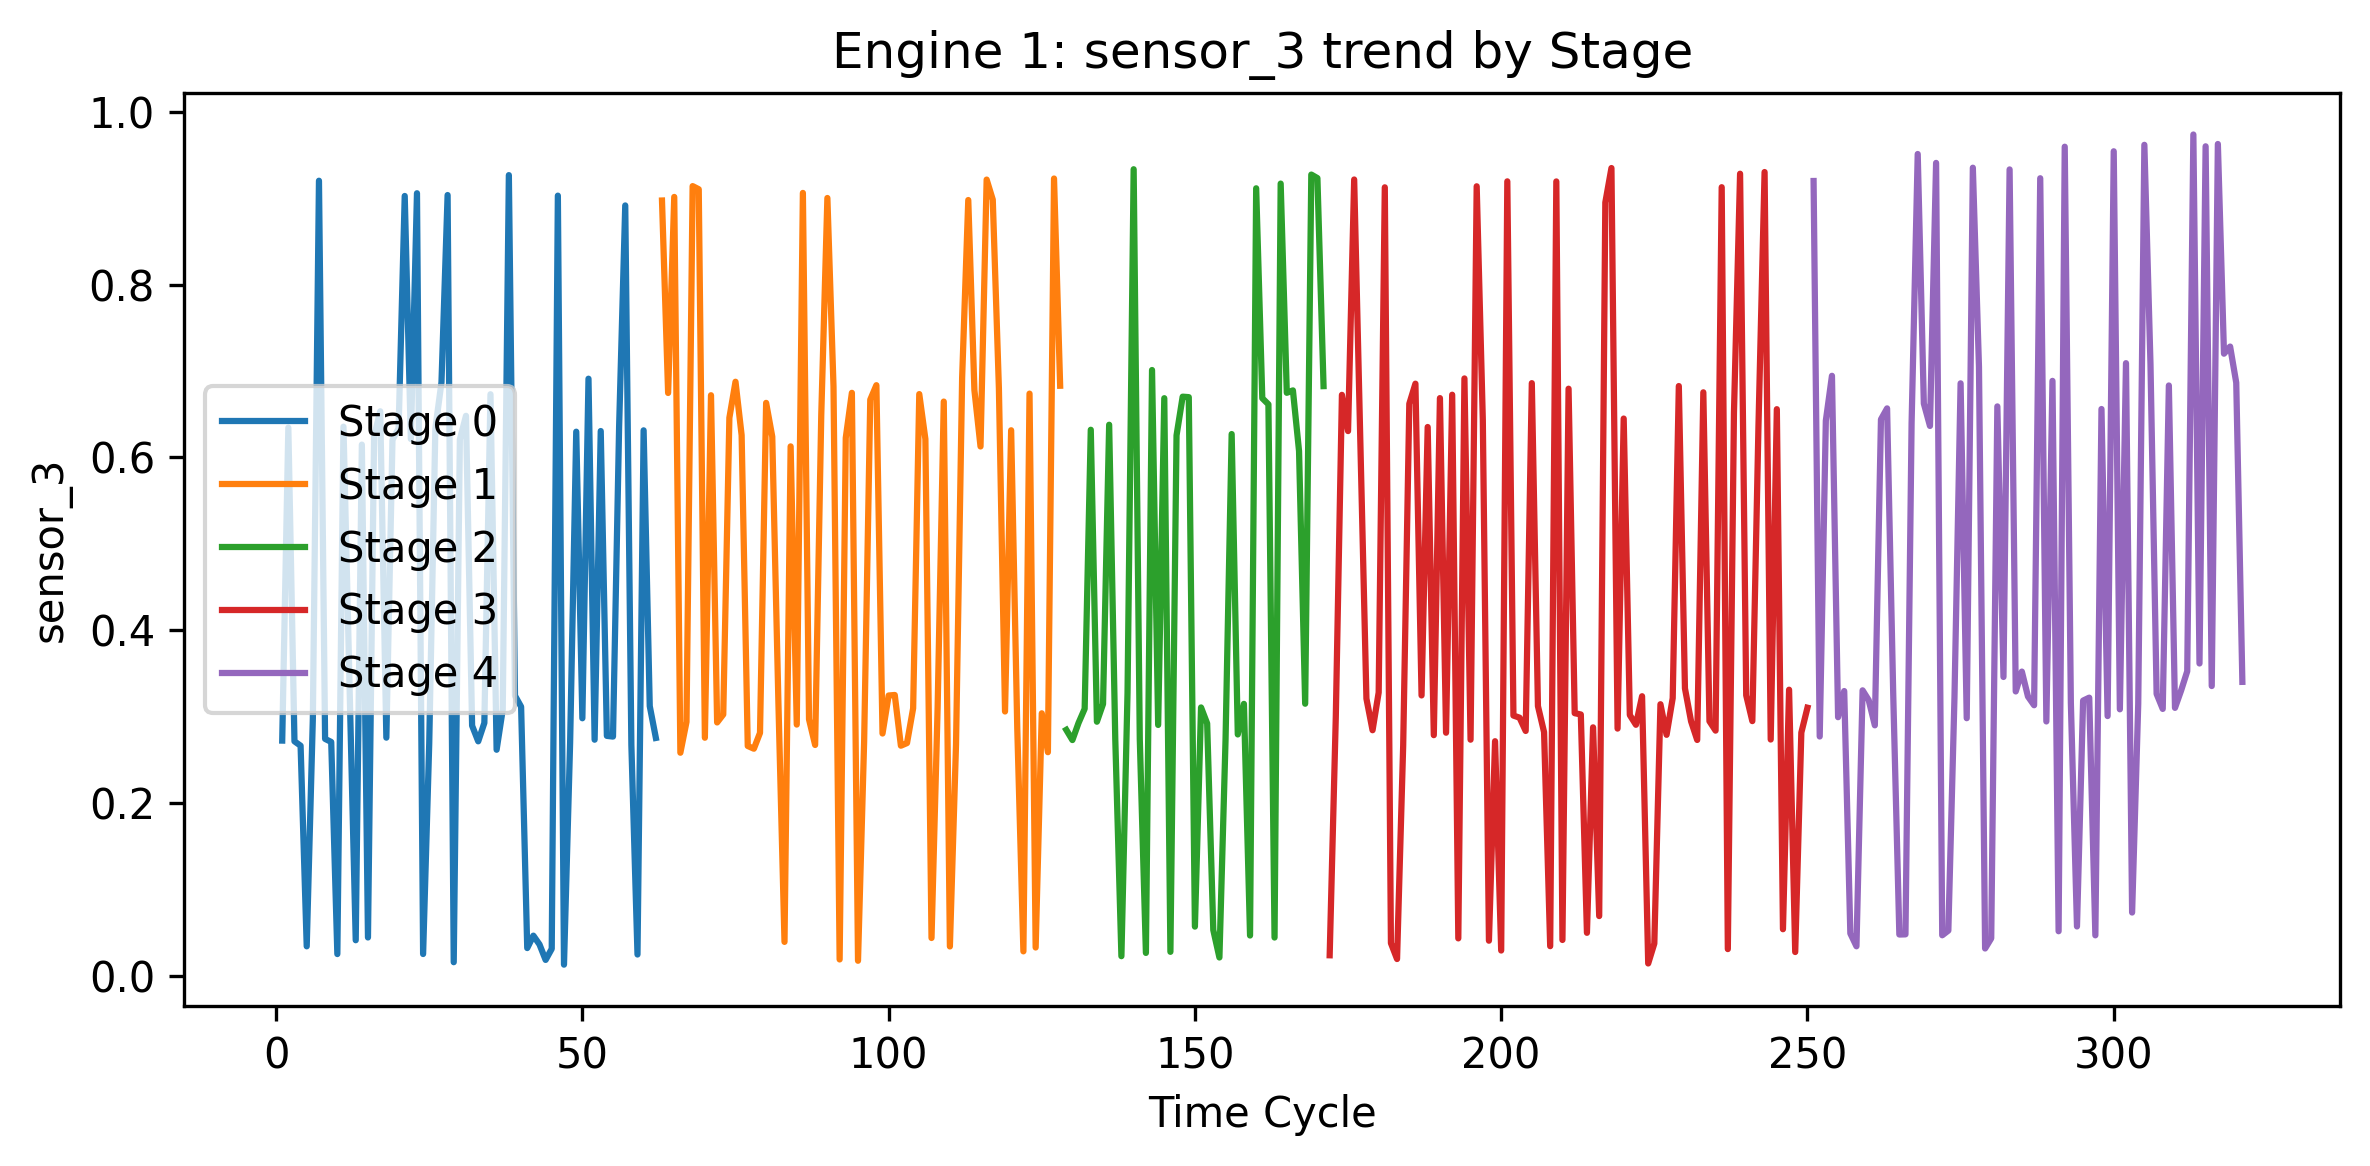 Engine 1: sensor_3 trend by Stage
1.0
0.8
0.6
0.4
0.2
0.0
sensor_3
Stage 0
Stage 1
Stage 2
Stage 3
Stage 4
0 50 100 150 200 250 300
Time Cycle